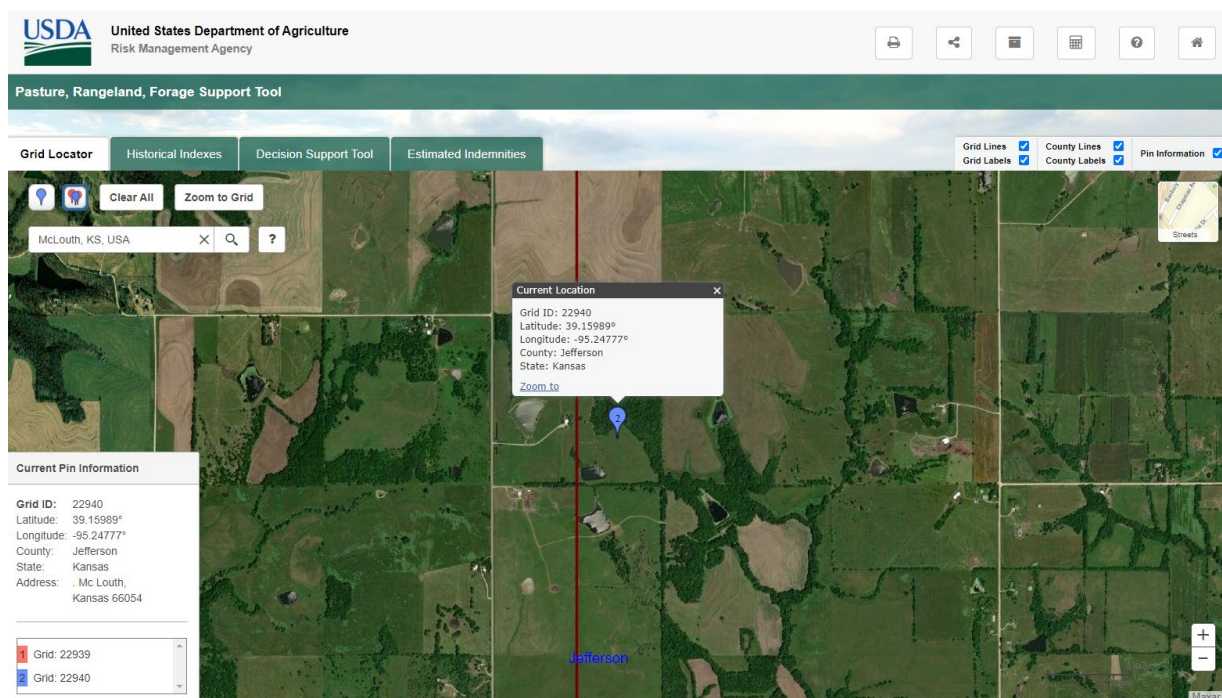 USDA
United States Department of Agriculture
Risk Management Agency
Pasture, Rangeland, Forage Support Tool
Grid Locator
Historical Indexes
Decision Support Tool
Estimated Indemnities
Grid Lines
County Lines
Pin Information
Grid Labels
County Labels
Clear All
Zoom to Grid
McLouth, KS, USA
?
Streets
Current Location
Grid ID: 22940
Latitude: 39.15989°
Longitude: -95.24777°
County: Jefferson
State: Kansas
Zoom to
2
Current Pin Information
Grid ID: 22940
Latitude: 39.15989°
Longitude: -95.24777°
County: Jefferson
State: Kansas
Address: . Mc Louth,
Kansas 66054
1 Grid: 22939
2 Grid: 22940
Jefferson
+
−
Maxar